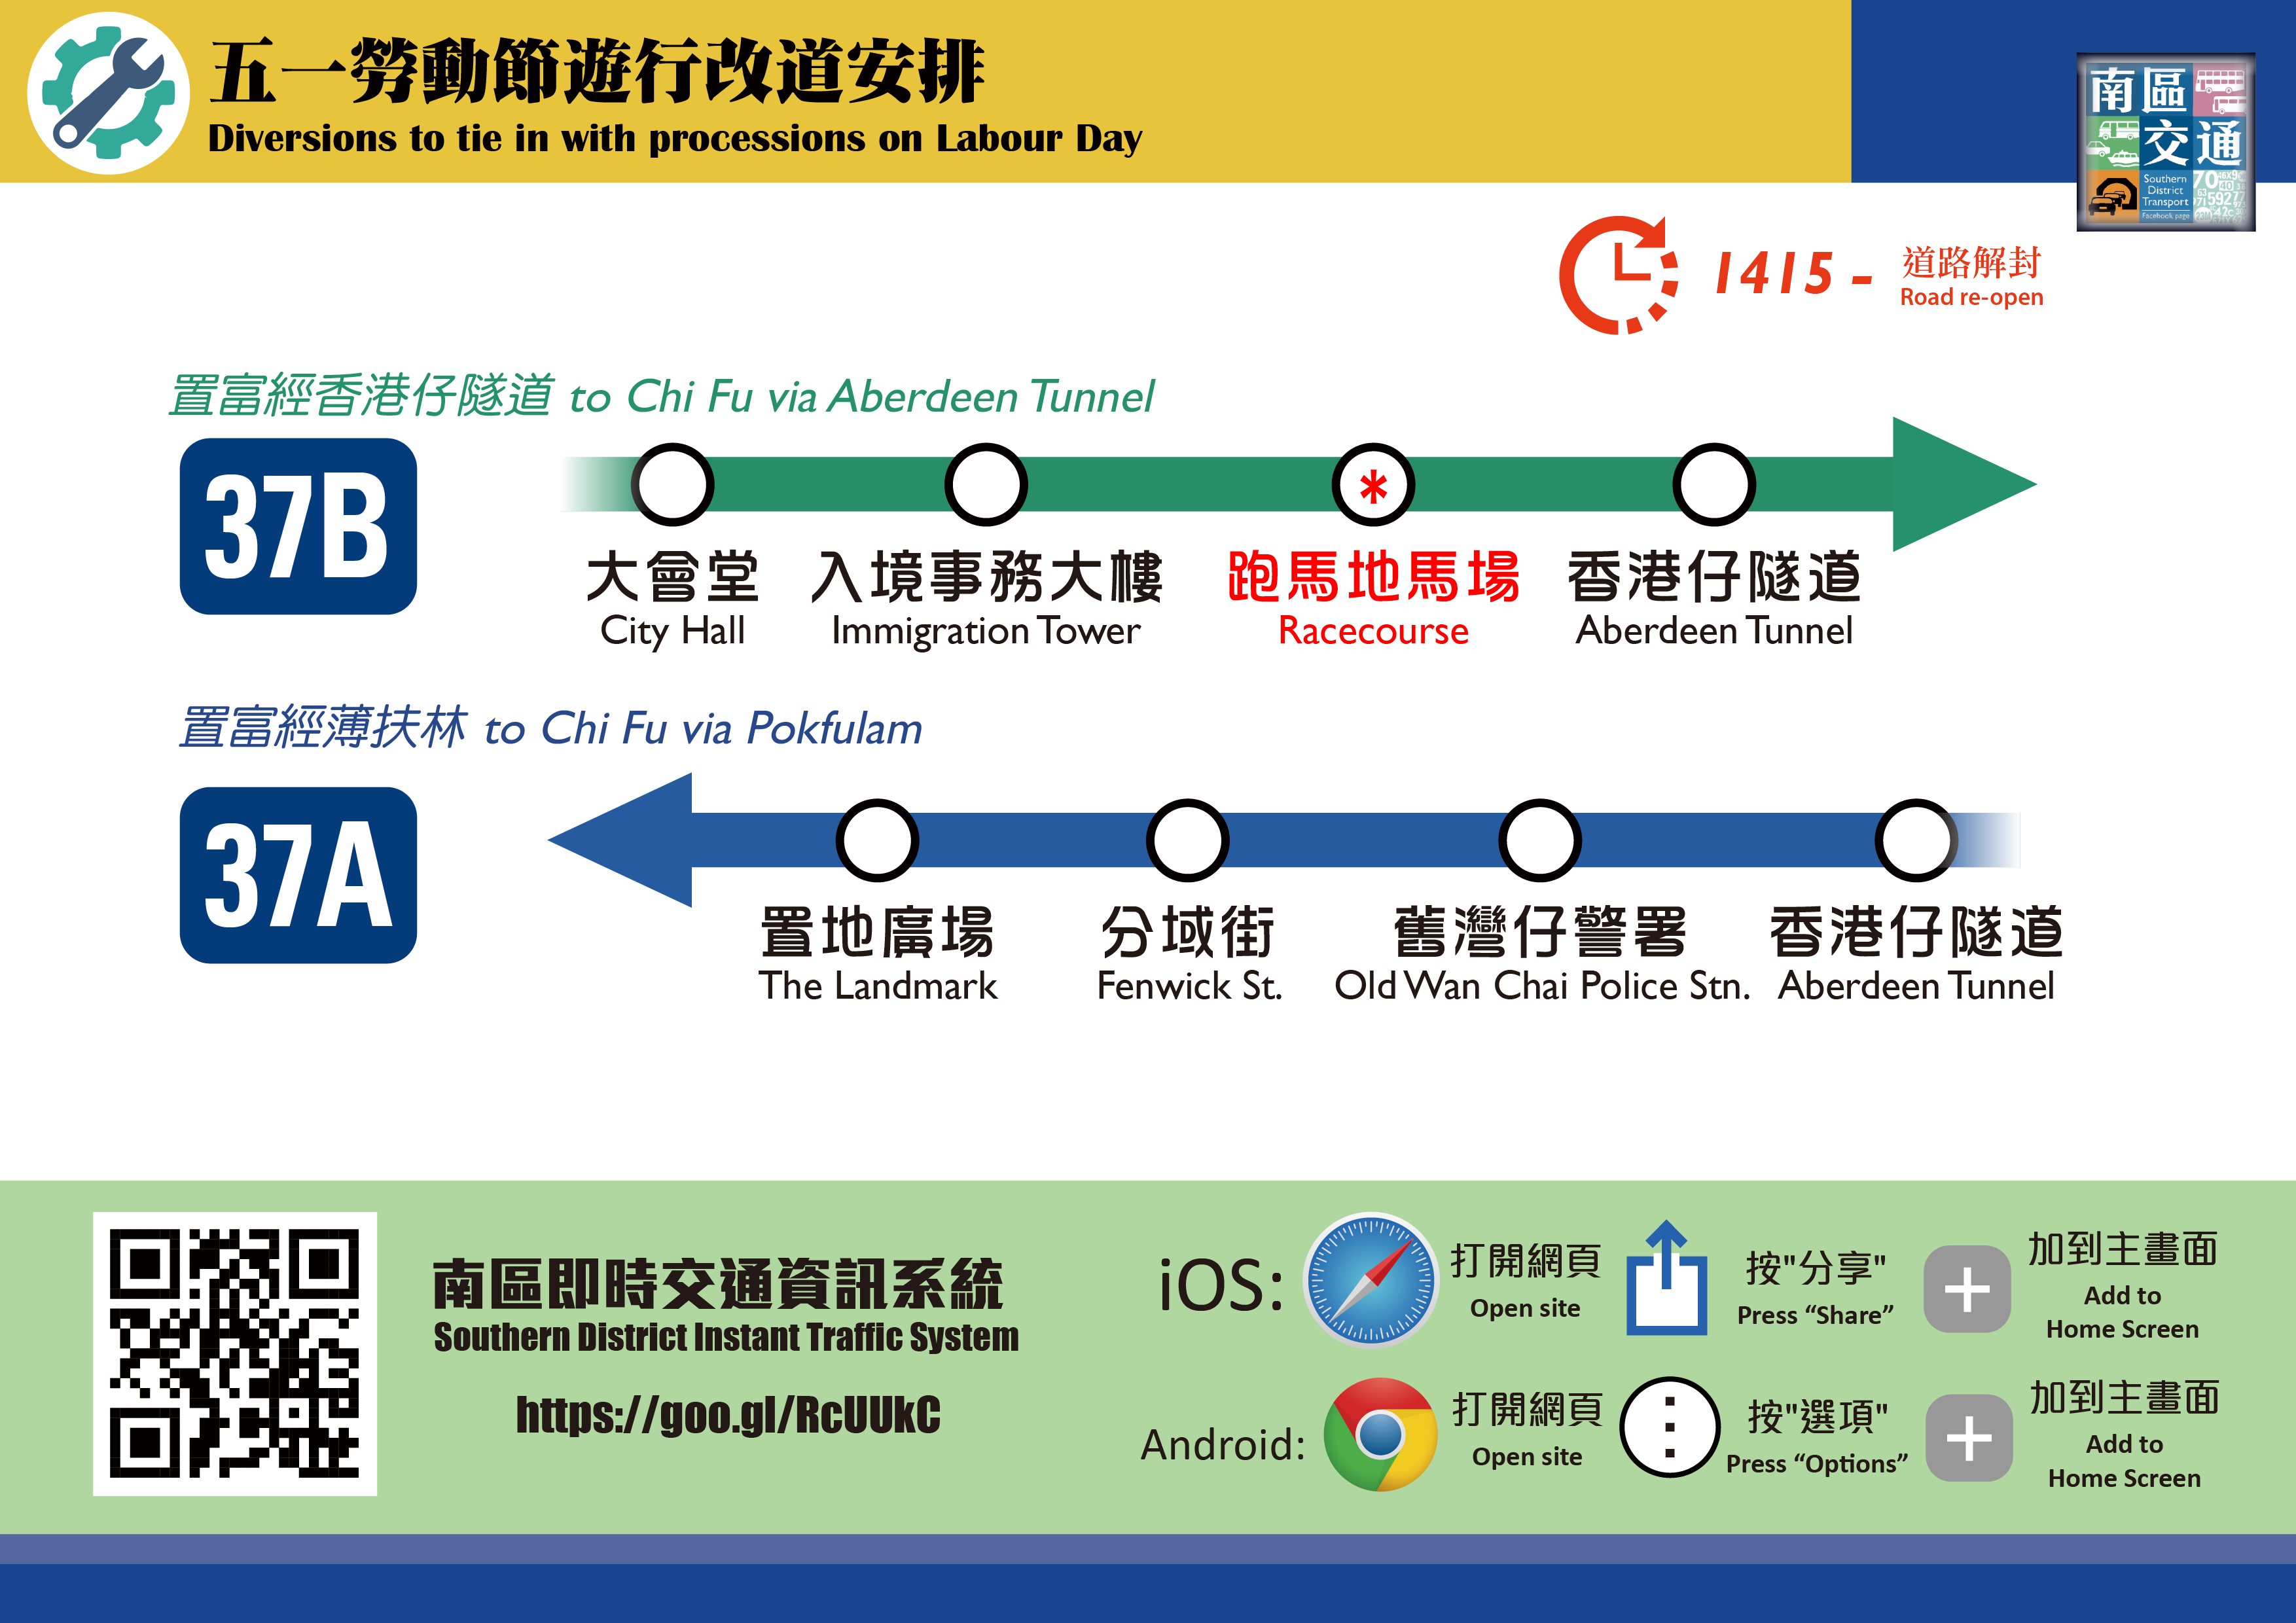 五一勞動節遊行改道安排
Diversions to tie in with processions on Labour Day
南區
交通
Southern
District
Transport
Facebook page
1415 -
道路解封
Road re-open
置富經香港仔隧道 to Chi Fu via Aberdeen Tunnel
37B
*
大會堂
City Hall
入境事務大樓
Immigration Tower
跑馬地馬場
Racecourse
香港仔隧道
Aberdeen Tunnel
置富經薄扶林 to Chi Fu via Pokfulam
37A
置地廣場
The Landmark
分域街
Fenwick St.
舊灣仔警署
Old Wan Chai Police Stn.
香港仔隧道
Aberdeen Tunnel
南區即時交通資訊系統
Southern District Instant Traffic System
https://goo.gl/RcUUkC
iOS:
打開網頁
Open site
按"分享"
Press “Share”
加到主畫面
Add to
Home Screen
Android:
打開網頁
Open site
按"選項"
Press “Options”
加到主畫面
Add to
Home Screen